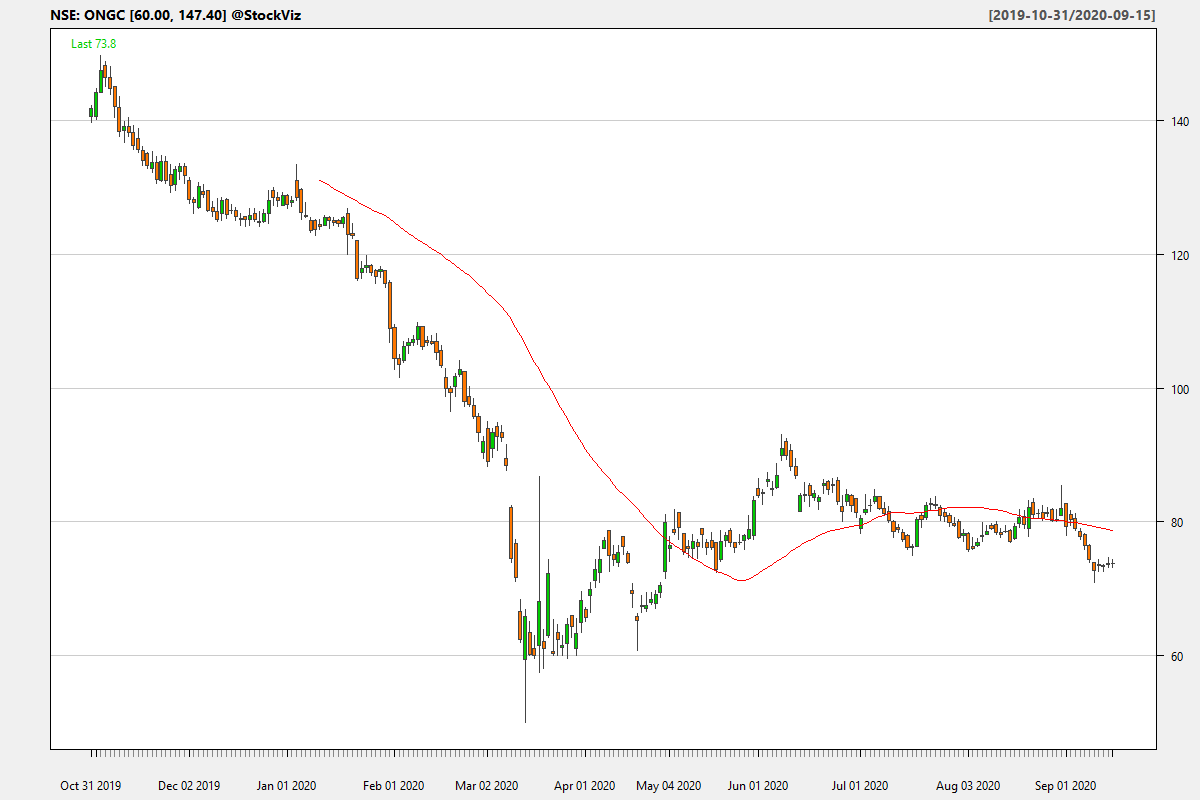 NSE: ONGC [60.00, 147.40] @StockViz
[2019-10-31/2020-09-15]
Last 73.8
140
120
100
80
60
Oct 31 2019 Dec 02 2019 Jan 01 2020 Feb 01 2020 Mar 02 2020 Apr 01 2020 May 04 2020 Jun 01 2020 Jul 01 2020 Aug 03 2020 Sep 01 2020